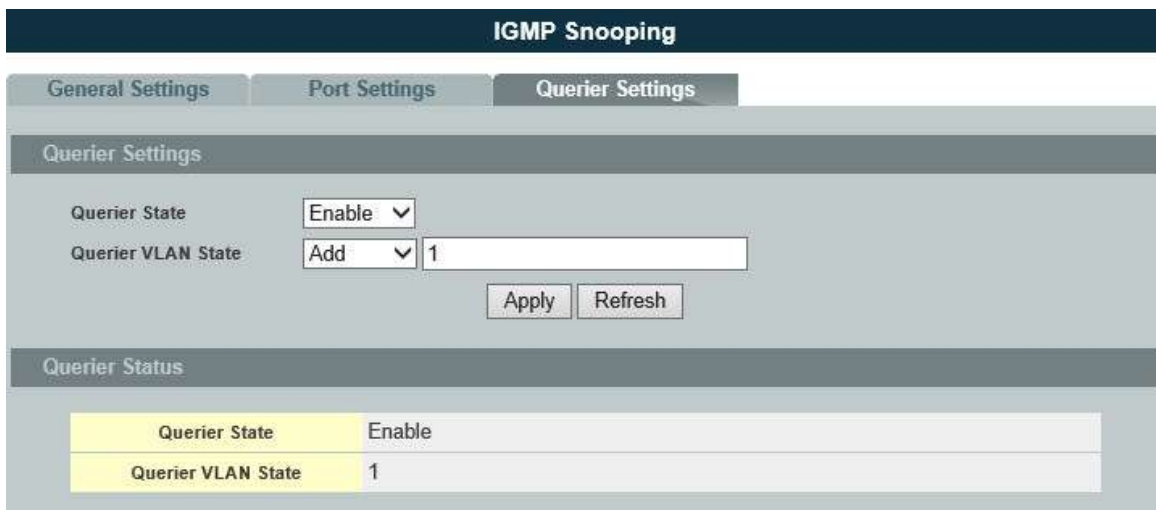 IGMP Snooping
General Settings Port Settings Querier Settings
Querier Settings
Querier State Enable
Querier VLAN State Add 1
Apply Refresh
Querier Status
Querier State Enable
Querier VLAN State 1